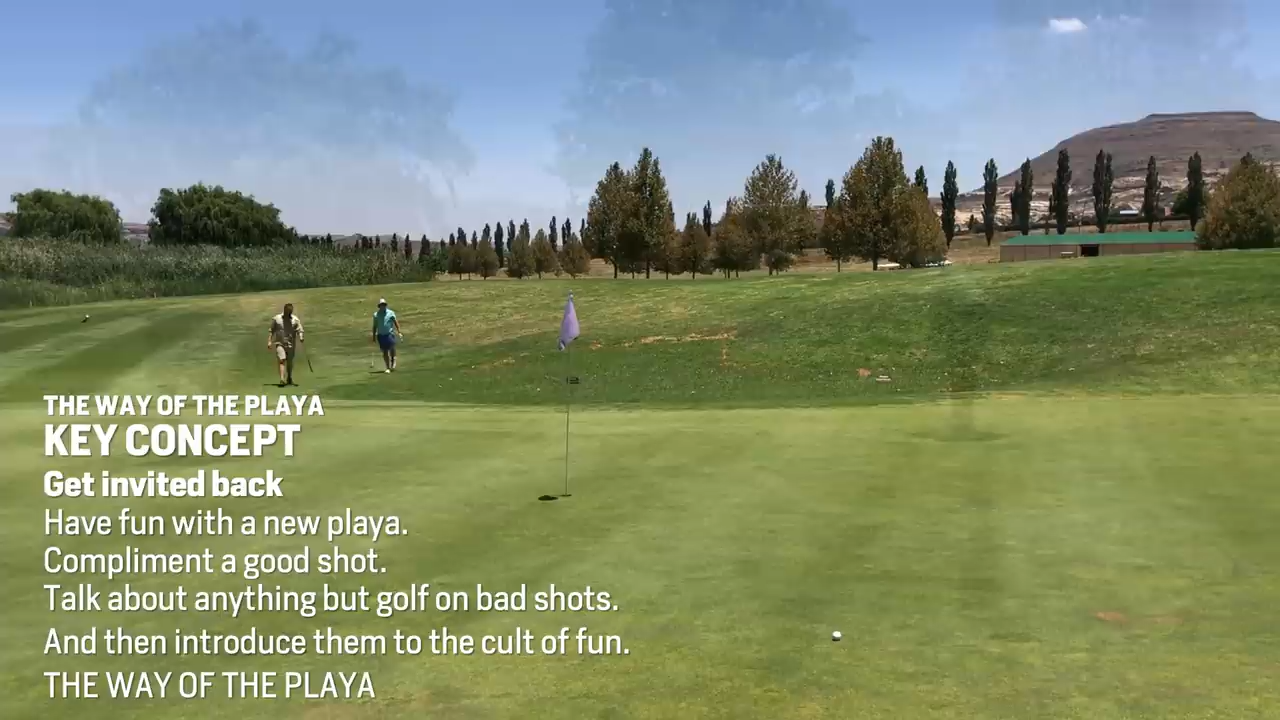 THE WAY OF THE PLAYA
KEY CONCEPT
Get invited back
Have fun with a new playa.
Compliment a good shot.
Talk about anything but golf on bad shots.
And then introduce them to the cult of fun.
THE WAY OF THE PLAYA